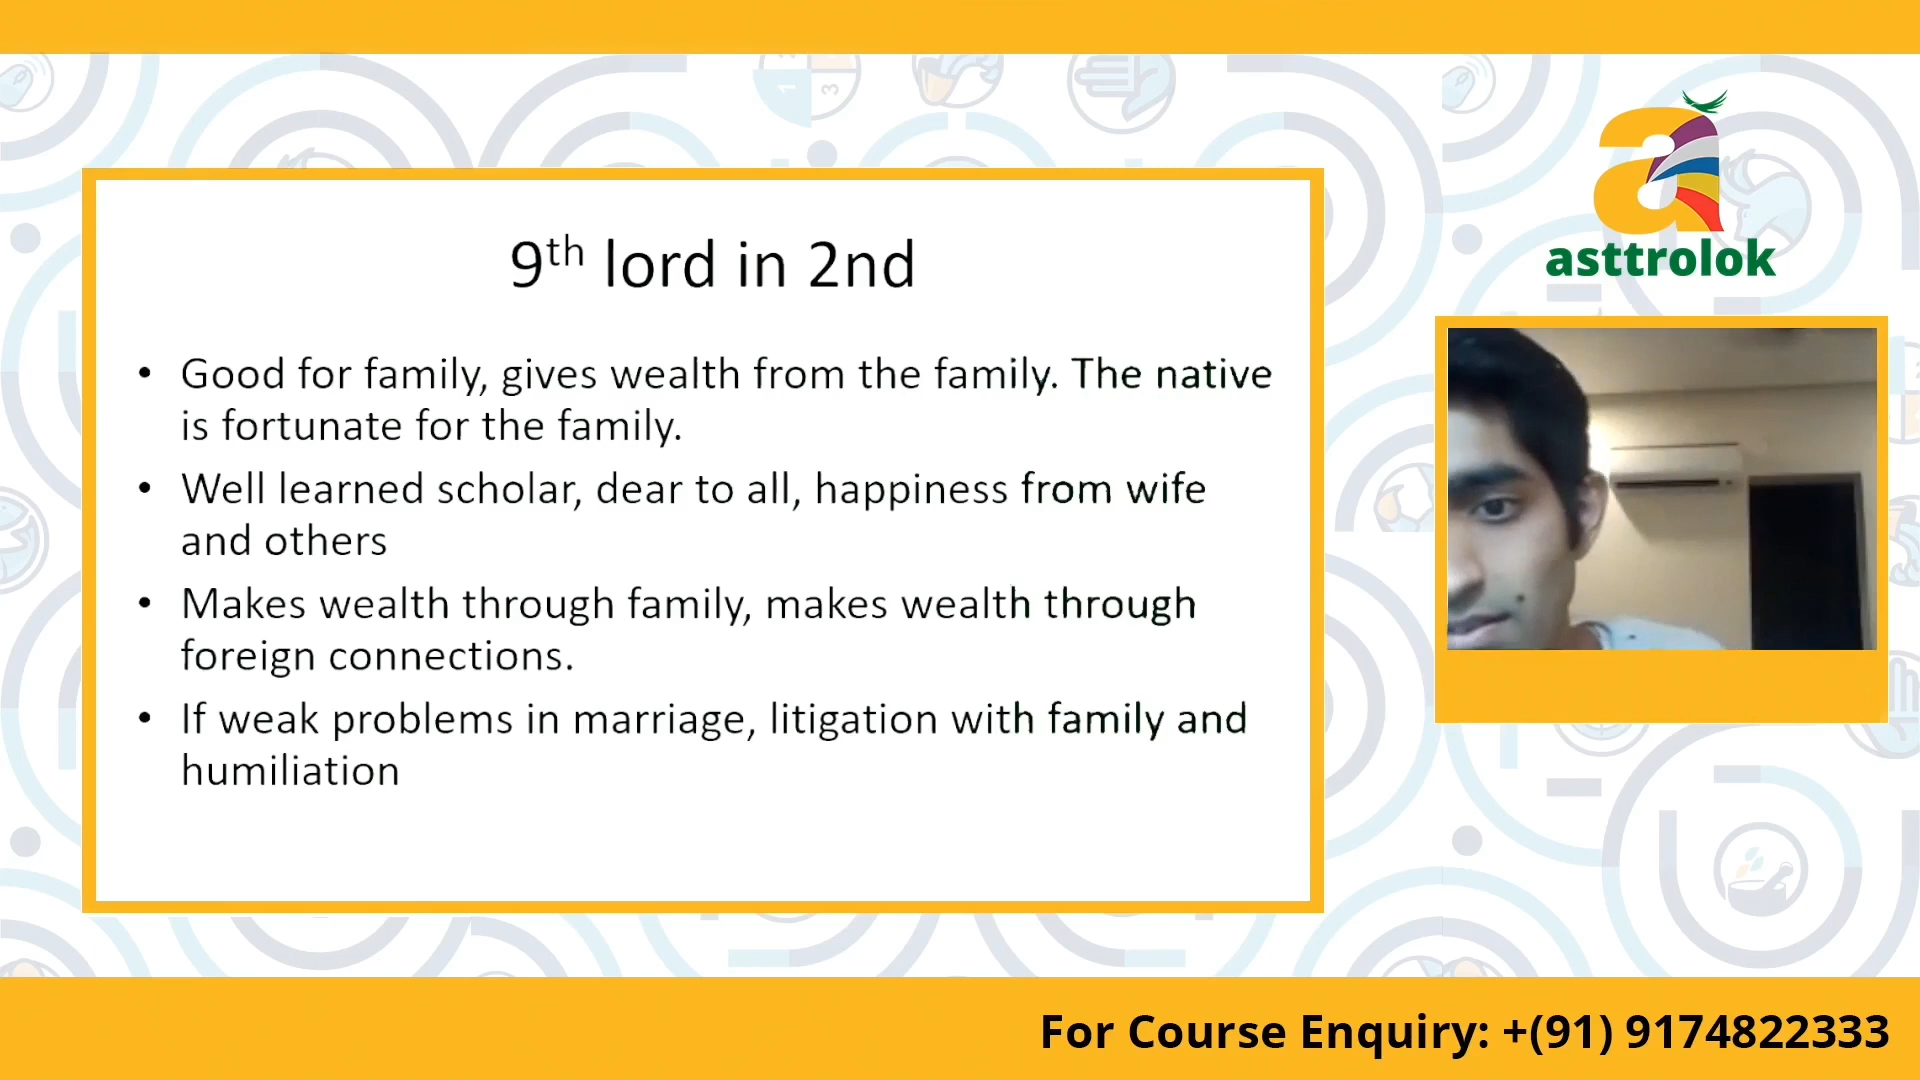 9th lord in 2nd
• Good for family, gives wealth from the family. The native
is fortunate for the family.
• Well learned scholar, dear to all, happiness from wife
and others
• Makes wealth through family, makes wealth through
foreign connections.
• If weak problems in marriage, litigation with family and
humiliation
asttrolok
For Course Enquiry: +(91) 9174822333